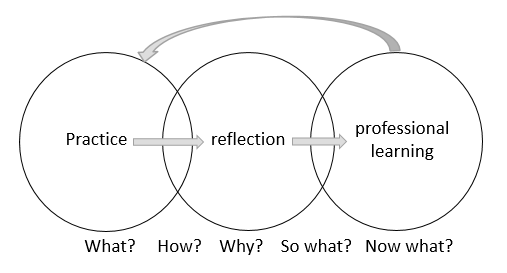 Practice
reflection
professional
learning
What? How? Why? So what? Now what?